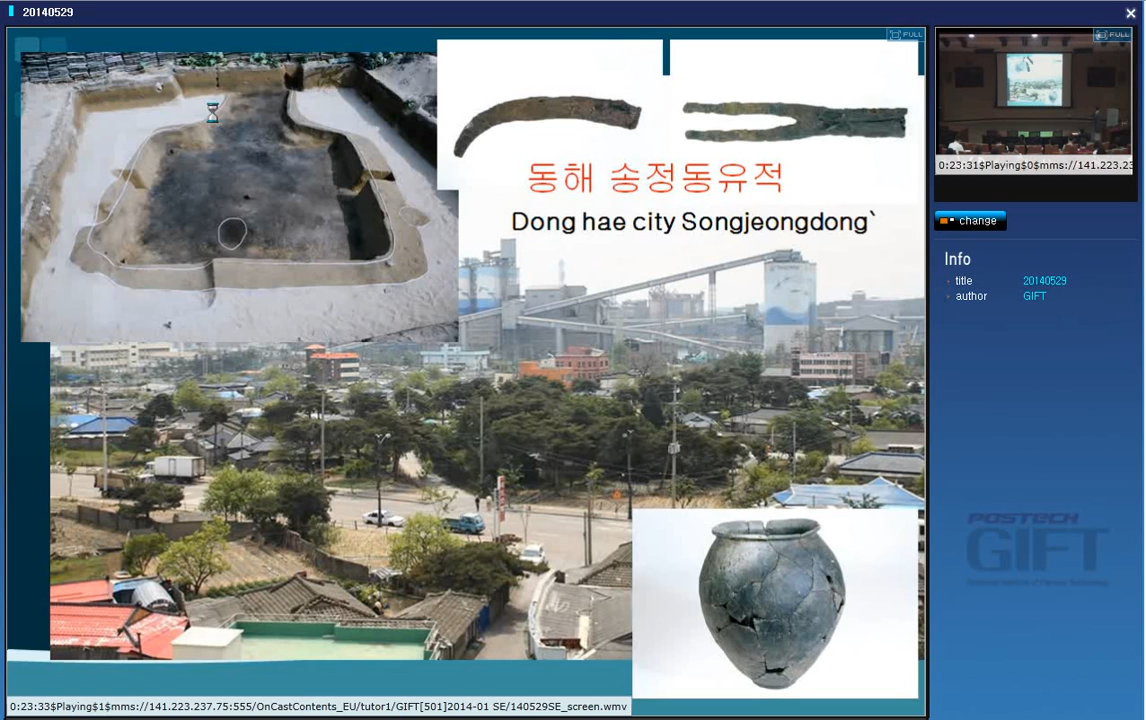 20140529
FULL
동해 송정동유적
Dong hae city Songjeongdong`
0:23:33$Playing$1$mms://141.223.237.75:555/OnCastContents_EU/tutor1/GIFT[501]2014-01 SE/140529SE_screen.wmv
FULL
0:23:31$Playing$0$mms://141.223.23
change
Info
title 20140529
author GIFT
POSTECH
GIFT